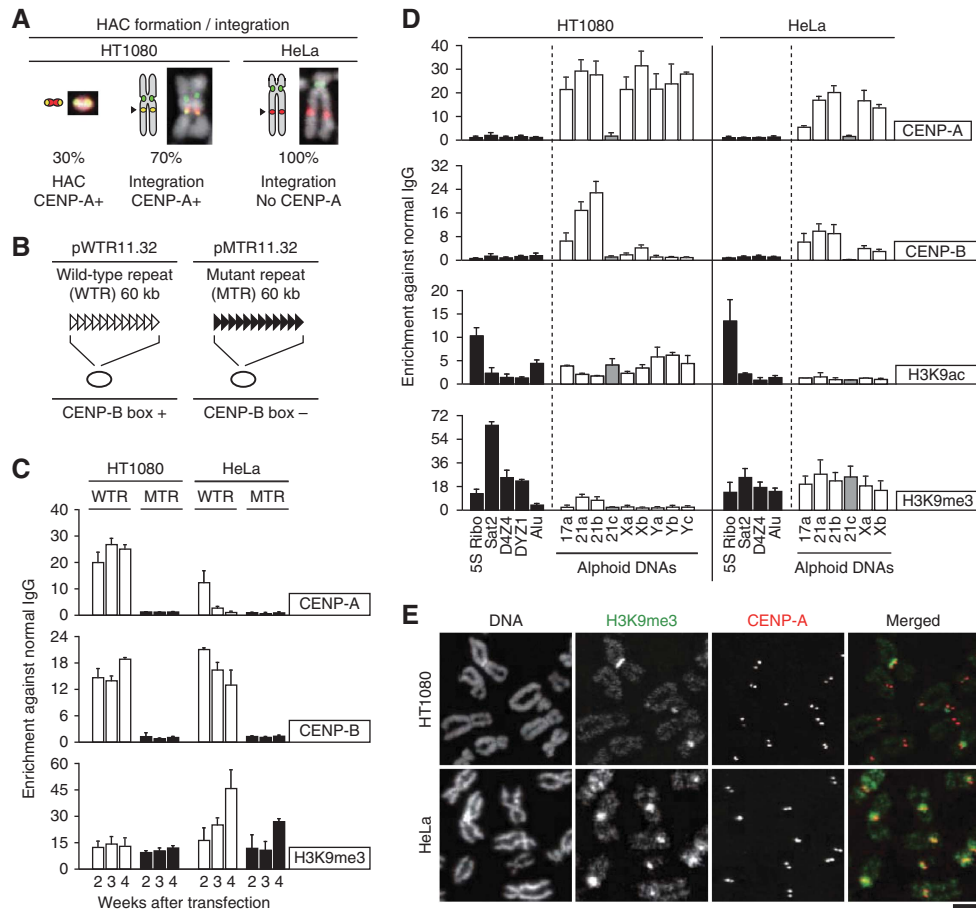 A
HAC formation / integration
HT1080
HeLa
30%
70%
100%
HAC
CENP-A+
Integration
CENP-A+
Integration
No CENP-A
B
pWTR11.32
pMTR11.32
Wild-type repeat
(WTR) 60 kb
Mutant repeat
(MTR) 60 kb
CENP-B box +
CENP-B box –
C
HT1080
HeLa
WTR
MTR
WTR
MTR
Enrichment against normal IgG
40
30
20
10
0
CENP-A
24
18
12
6
0
CENP-B
60
45
30
15
0
H3K9me3
2 3 4 2 3 4 2 3 4 2 3 4
Weeks after transfection
D
HT1080
HeLa
Enrichment against normal IgG
40
30
20
10
0
CENP-A
32
24
16
8
0
CENP-B
20
15
10
5
0
H3K9ac
72
54
36
18
0
H3K9me3
5S Ribo
Sat2
D4Z4
DYZ1
Alu
17a
21a
21b
21c
Xa
Xb
Ya
Yb
Yc
Alphoid DNAs
5S Ribo
Sat2
D4Z4
Alu
17a
21a
21b
21c
Xa
Xb
Alphoid DNAs
E
DNA
H3K9me3
CENP-A
Merged
HT1080
HeLa